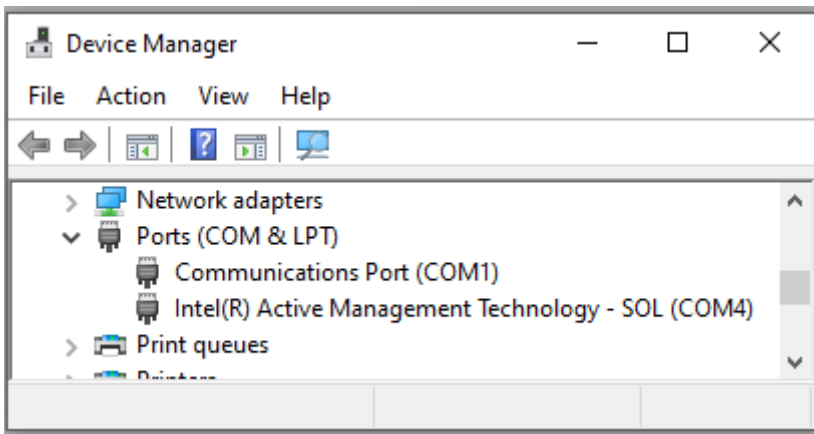 Device Manager
File Action View Help
Network adapters
Ports (COM & LPT)
Communications Port (COM1)
Intel(R) Active Management Technology - SOL (COM4)
Print queues